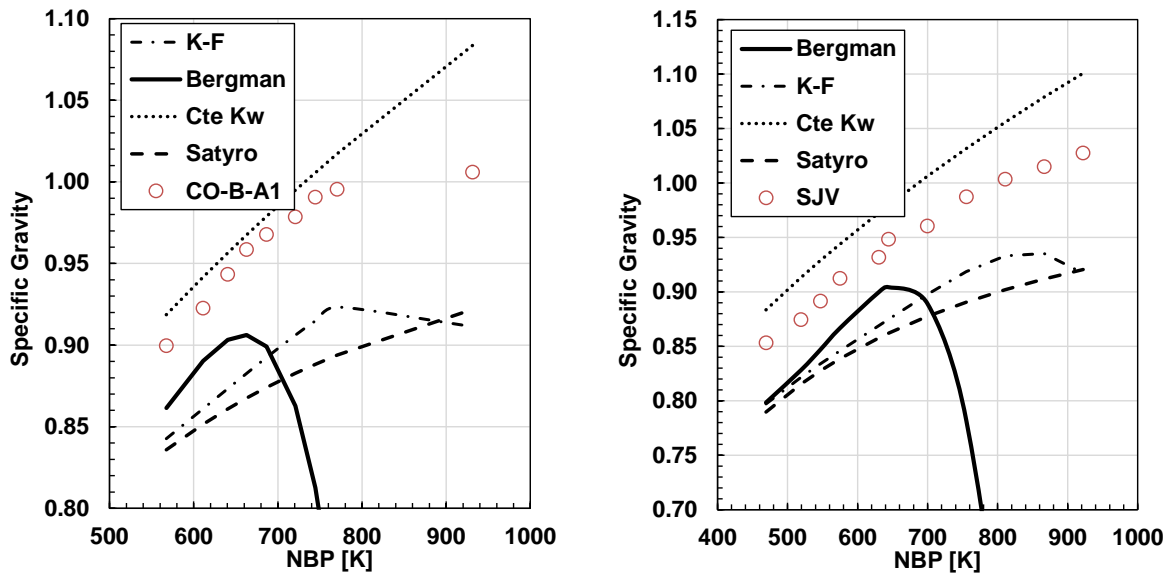 1.10
1.05
1.00
0.95
0.90
0.85
0.80
Specific Gravity
K-F
Bergman
Cte Kw
Satyro
CO-B-A1
500 600 700 800 900 1000
NBP [K]
1.15
1.10
1.05
1.00
0.95
0.90
0.85
0.80
0.75
0.70
Specific Gravity
Bergman
K-F
Cte Kw
Satyro
SJV
400 500 600 700 800 900 1000
NBP [K]